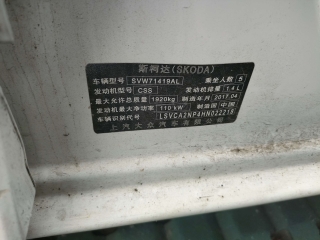 斯柯达(SKODA)
车辆型号 SVW71419AL 乘坐人数 5
发动机型号 CSS 发动机排量 1.4 L
最大允许总质量 1920kg 制造年月 2017.04
发动机最大净功率 110 kW 制造国 中国
车辆识别代号 LSVCA2NP4HN022218
上汽大众汽车有限公司